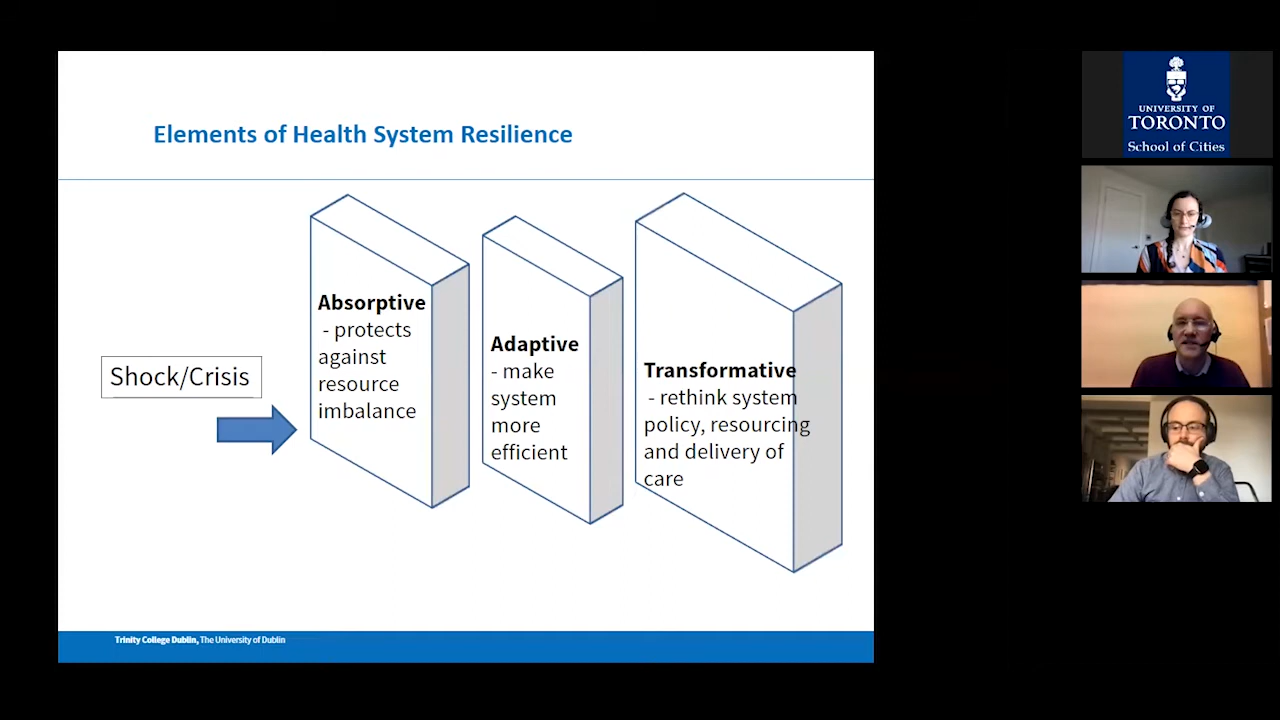 Elements of Health System Resilience
Shock/Crisis
Absorptive
- protects
against
resource
imbalance
Adaptive
- make
system
more
efficient
Transformative
- rethink system
policy, resourcing
and delivery of
care
Trinity College Dublin, The University of Dublin
UNIVERSITY OF
TORONTO
School of Cities